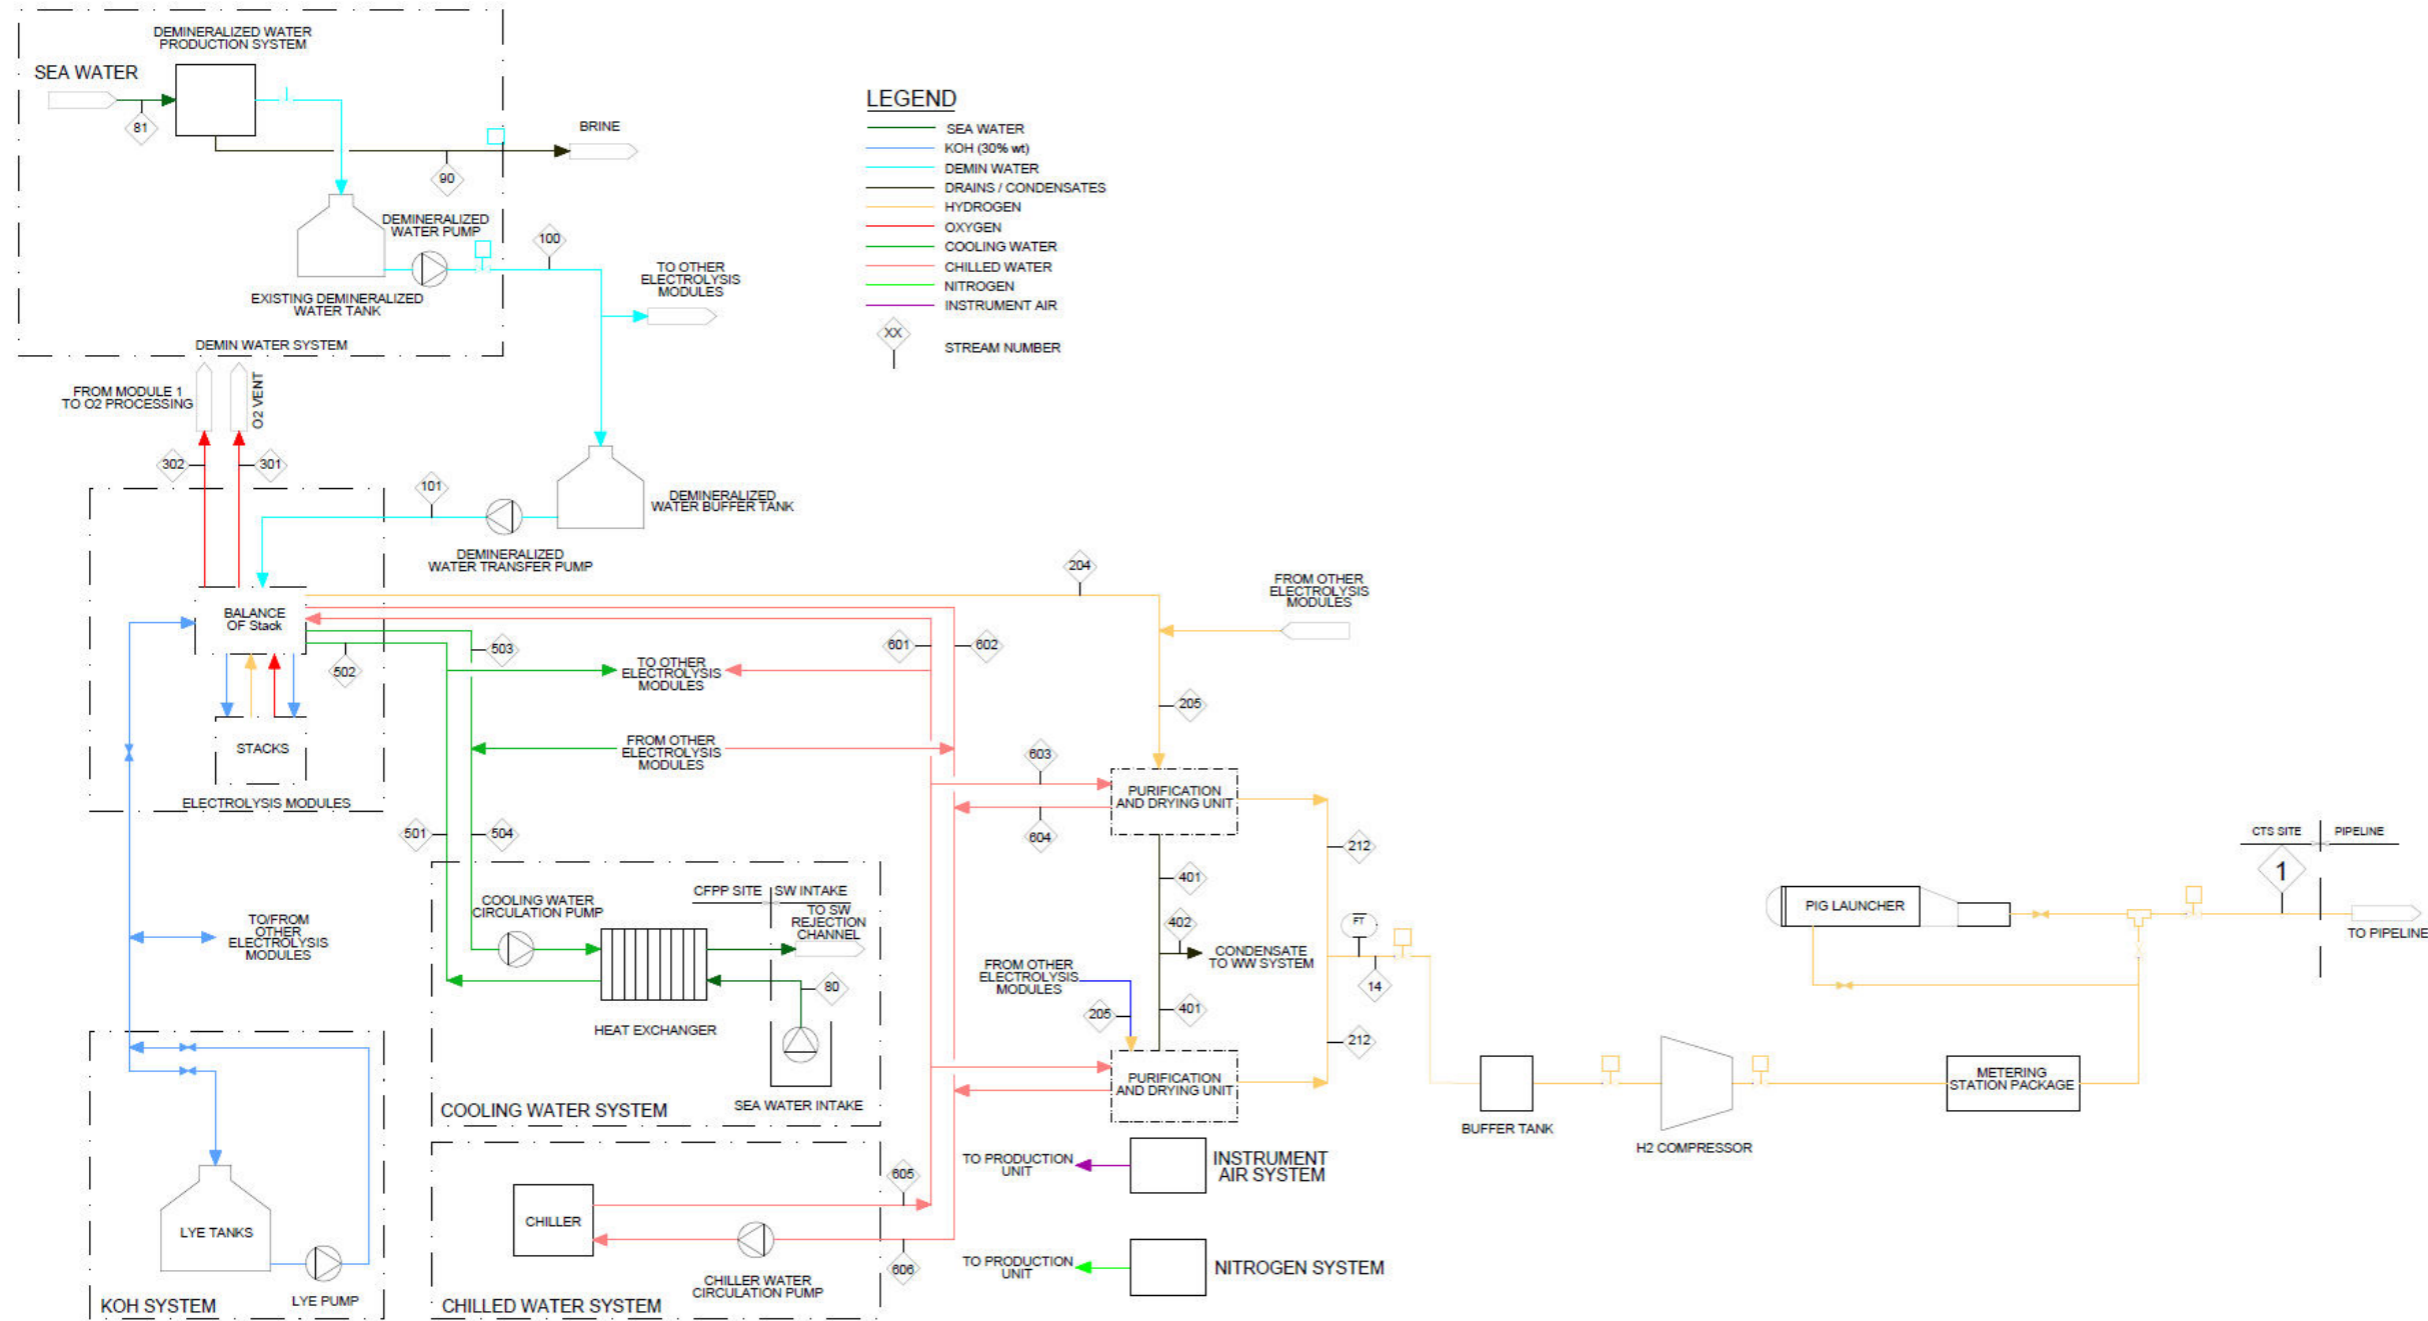 DEMINERALIZED WATER
PRODUCTION SYSTEM
SEA WATER
81
BRINE
90
DEMINERALIZED
WATER PUMP
100
EXISTING DEMINERALIZED
WATER TANK
DEMIN WATER SYSTEM
TO OTHER
ELECTROLYSIS
MODULES
LEGEND
SEA WATER
KOH (30% wt)
DEMIN WATER
DRAINS / CONDENSATES
HYDROGEN
OXYGEN
COOLING WATER
CHILLED WATER
NITROGEN
INSTRUMENT AIR
XX
STREAM NUMBER
FROM MODULE 1
TO O2 PROCESSING
O2 VENT
302
301
101
DEMINERALIZED
WATER BUFFER TANK
DEMINERALIZED
WATER TRANSFER PUMP
BALANCE
OF Stack
STACKS
ELECTROLYSIS MODULES
502
503
TO OTHER
ELECTROLYSIS
MODULES
FROM OTHER
ELECTROLYSIS
MODULES
601
602
204
FROM OTHER
ELECTROLYSIS
MODULES
205
603
604
PURIFICATION
AND DRYING UNIT
501
504
212
401
402
CONDENSATE
TO WW SYSTEM
401
FROM OTHER
ELECTROLYSIS
MODULES
205
FT
14
212
PURIFICATION
AND DRYING UNIT
TO/FROM
OTHER
ELECTROLYSIS
MODULES
COOLING WATER
CIRCULATION PUMP
CFPP SITE
SW INTAKE
TO SW
REJECTION
CHANNEL
80
HEAT EXCHANGER
SEA WATER INTAKE
COOLING WATER SYSTEM
LYE TANKS
LYE PUMP
KOH SYSTEM
CHILLER
605
606
CHILLER WATER
CIRCULATION PUMP
CHILLED WATER SYSTEM
TO PRODUCTION
UNIT
INSTRUMENT
AIR SYSTEM
TO PRODUCTION
UNIT
NITROGEN SYSTEM
BUFFER TANK
H2 COMPRESSOR
METERING
STATION PACKAGE
PIG LAUNCHER
CTS SITE
PIPELINE
1
TO PIPELINE